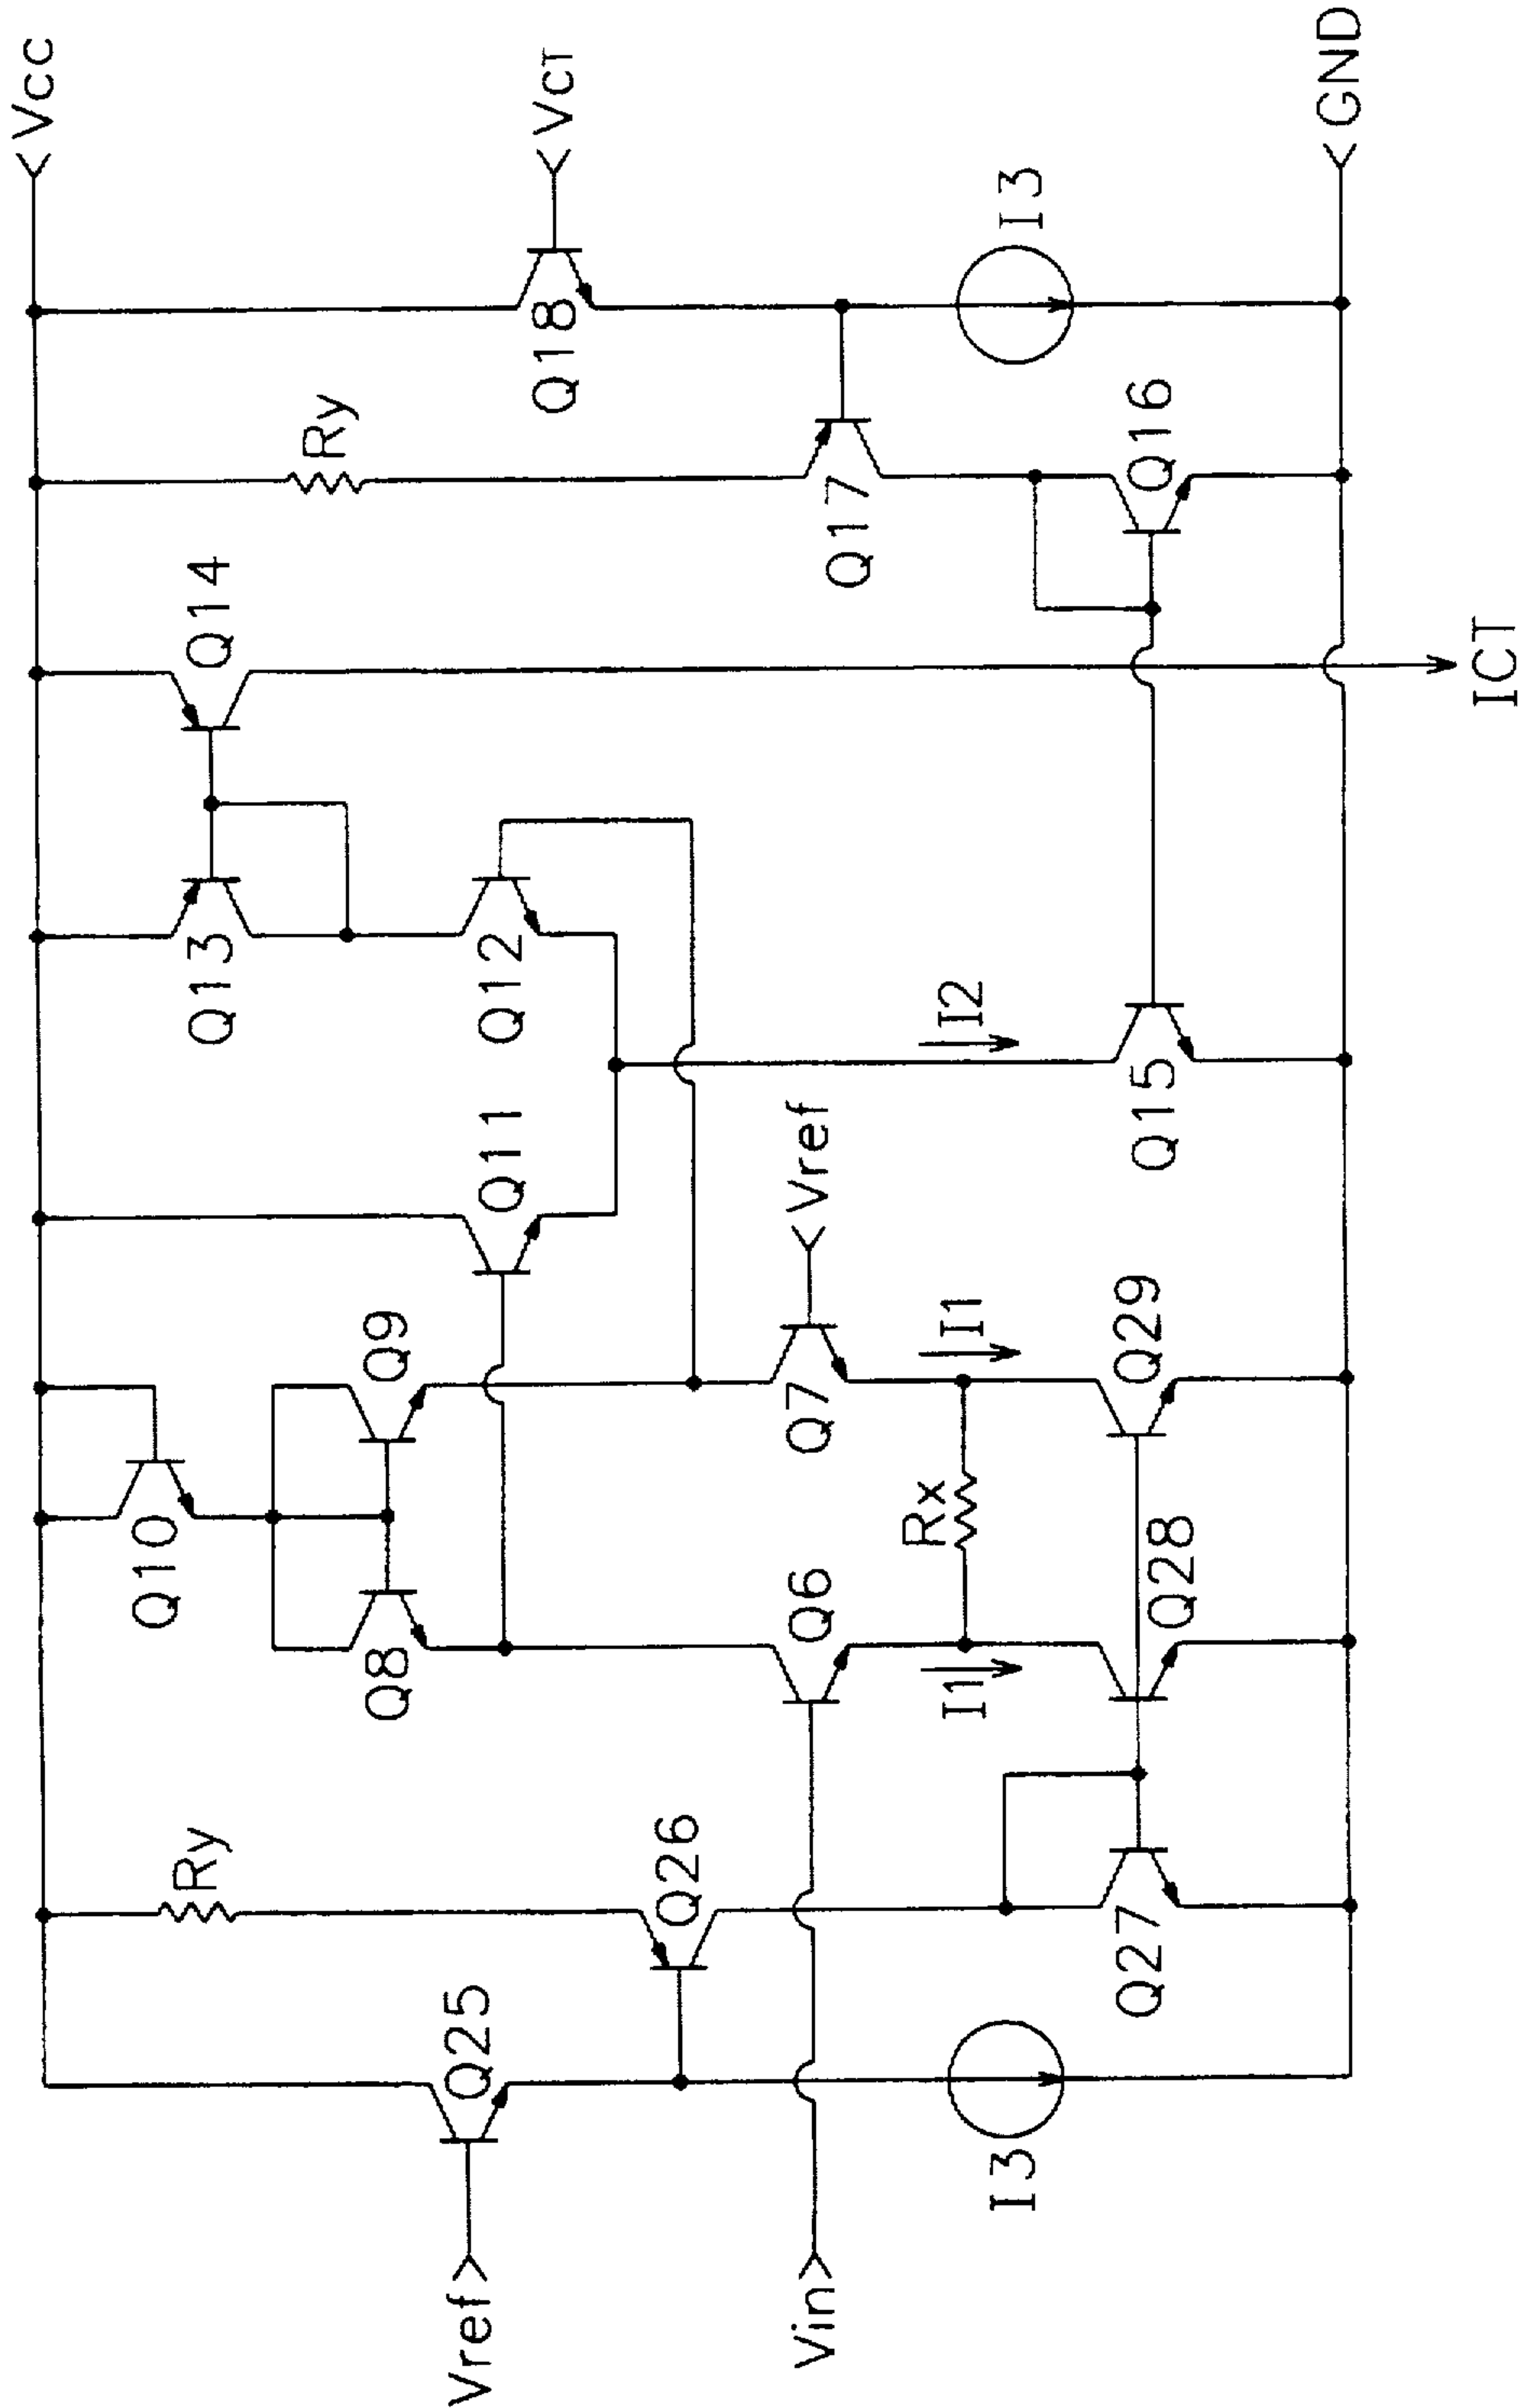 Vcc
Q10
Q14
Ry
Q13
Ry
Q8
Q9
Q11
Q12
Q25
Vref
Q18
VCT
Q26
Q6
Q7
Vref
Vin
Q17
Rx
I1
I1
I2
I3
I3
Q27
Q28
Q29
Q15
Q16
GND
ICT